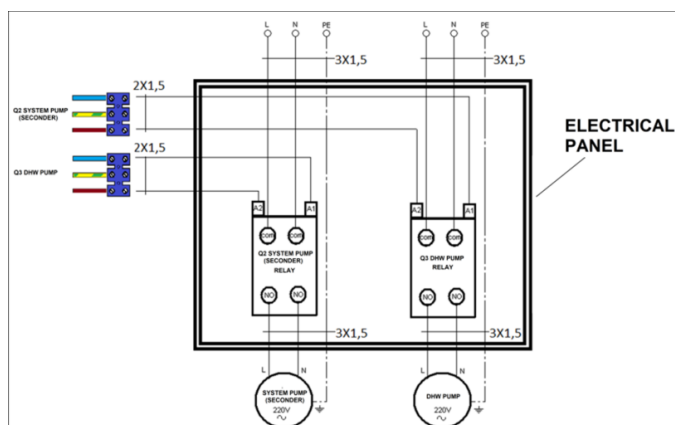 L N PE
L N PE
3X1,5
3X1,5
2X1,5
Q2 SYSTEM PUMP
(SECONDER)
2X1,5
Q3 DHW PUMP
ELECTRICAL
PANEL
A2
A1
A2
A1
com
com
com
com
Q2 SYSTEM PUMP
(SECONDER)
RELAY
Q3 DHW PUMP
RELAY
NO
NO
NO
NO
3X1,5
3X1,5
L
N
L
N
SYSTEM PUMP
(SECONDER)
220V
DHW PUMP
220V